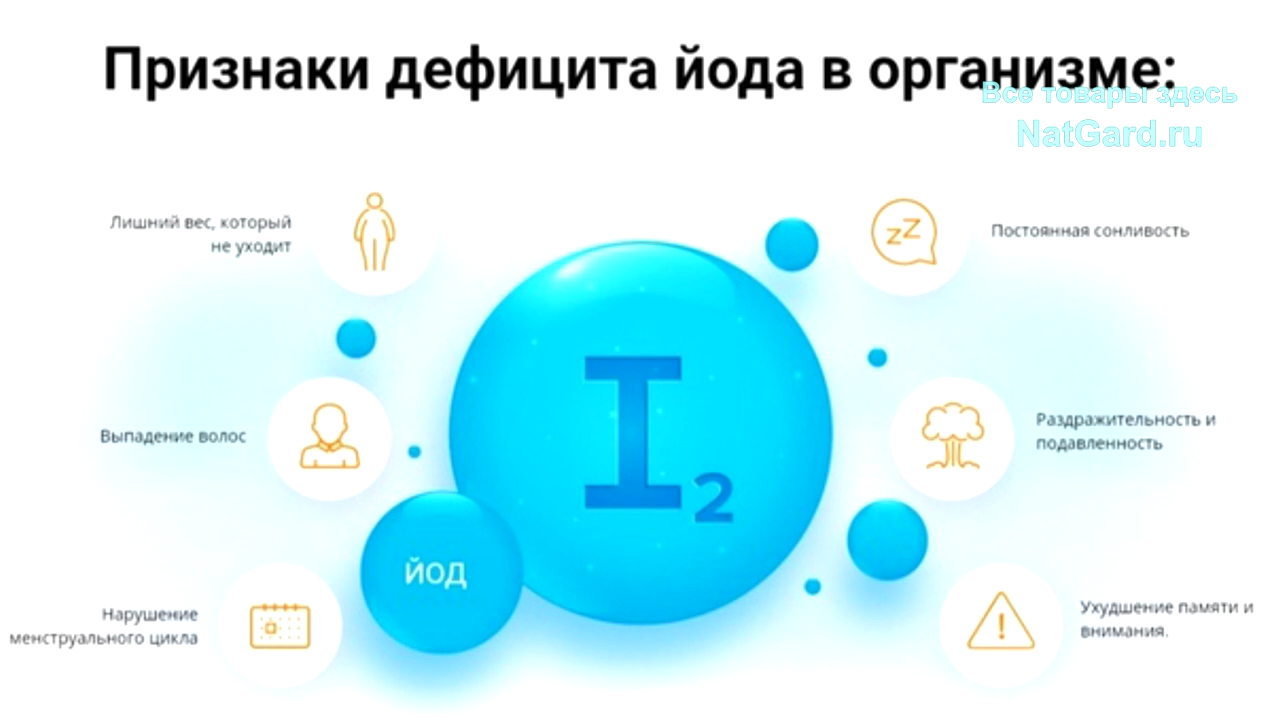 Признаки дефицита йода в организме:
Все товары здесь
NatGard.ru
Лишний вес, который
не уходит
zZ
Постоянная сонливость
Выпадение волос
I2
Раздражительность и
подавленность
йод
Нарушение
менструального цикла
!
Ухудшение памяти и
внимания.